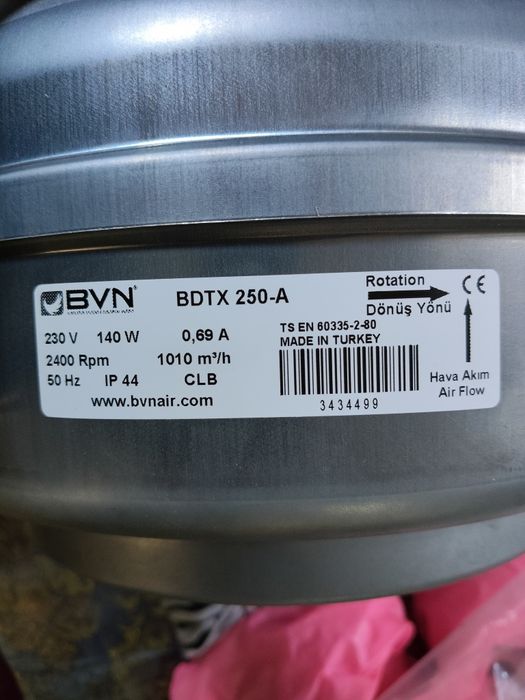 BVN®
BDTX 250-A
Rotation
Dönüş Yönü
CE
230 V 140 W 0,69 A
2400 Rpm 1010 m³/h
50 Hz IP 44 CLB
www.bvnair.com
TS EN 60335-2-80
MADE IN TURKEY
3434499
Hava Akım
Air Flow